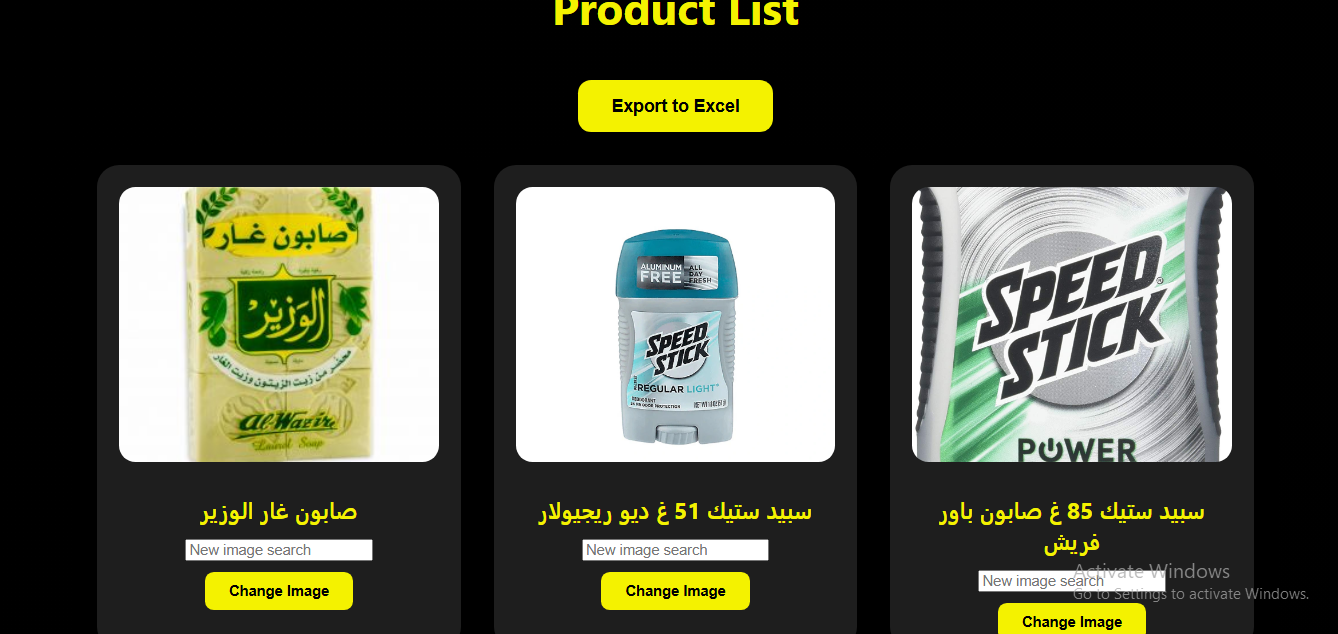 Product List
Export to Excel
صابون غار
الوزير
محضر من زيت الزيتون وزيت الغار
Al-Wazir
Laurel Soap
ALUMINUM
FREE
ALL
DAY
FRESH
SPEED
STICK
REGULAR LIGHT
DEODORANT
SPEED
STICK
POWER
صابون غار الوزير
سبيد ستيك 51 غ ديو ريجيولار
سبيد ستيك 85 غ صابون باور
فريش
New image search
New image search
New image search
Change Image
Change Image
Change Image
Activate Windows
Go to Settings to activate Windows.